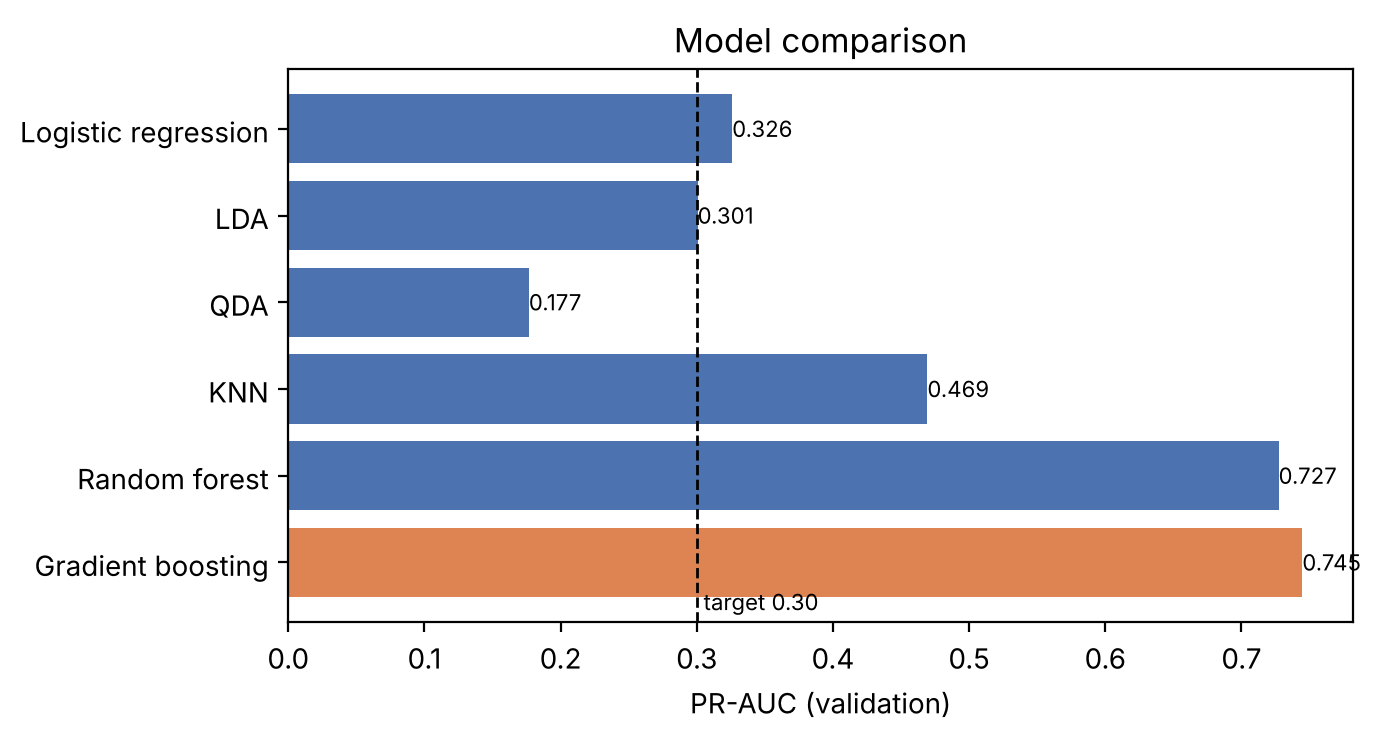 Model comparison
Logistic regression
0.326
LDA
0.301
QDA
0.177
KNN
0.469
Random forest
0.727
Gradient boosting
0.745
target 0.30
0.0 0.1 0.2 0.3 0.4 0.5 0.6 0.7
PR-AUC (validation)